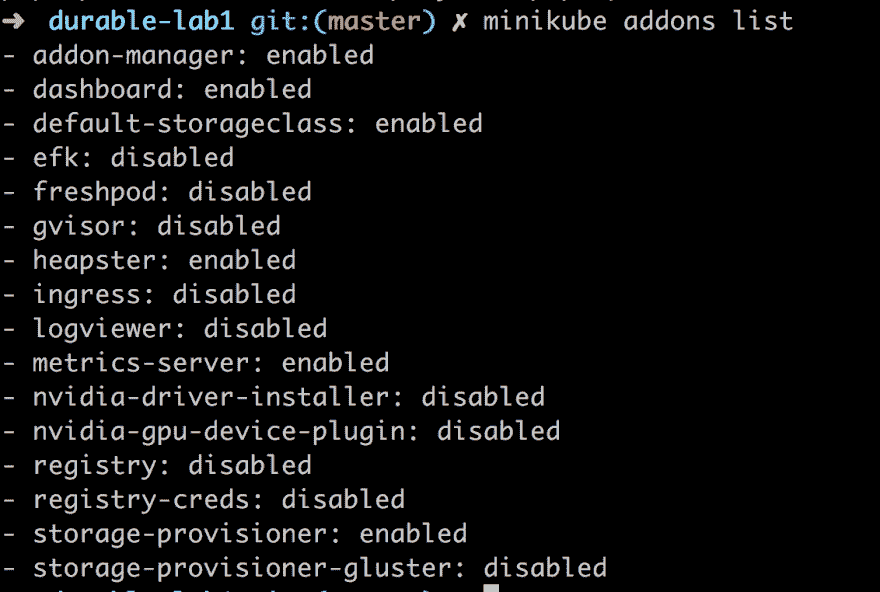 ➜ durable-lab1 git:(master) ✗ minikube addons list
- addon-manager: enabled
- dashboard: enabled
- default-storageclass: enabled
- efk: disabled
- freshpod: disabled
- gvisor: disabled
- heapster: enabled
- ingress: disabled
- logviewer: disabled
- metrics-server: enabled
- nvidia-driver-installer: disabled
- nvidia-gpu-device-plugin: disabled
- registry: disabled
- registry-creds: disabled
- storage-provisioner: enabled
- storage-provisioner-gluster: disabled